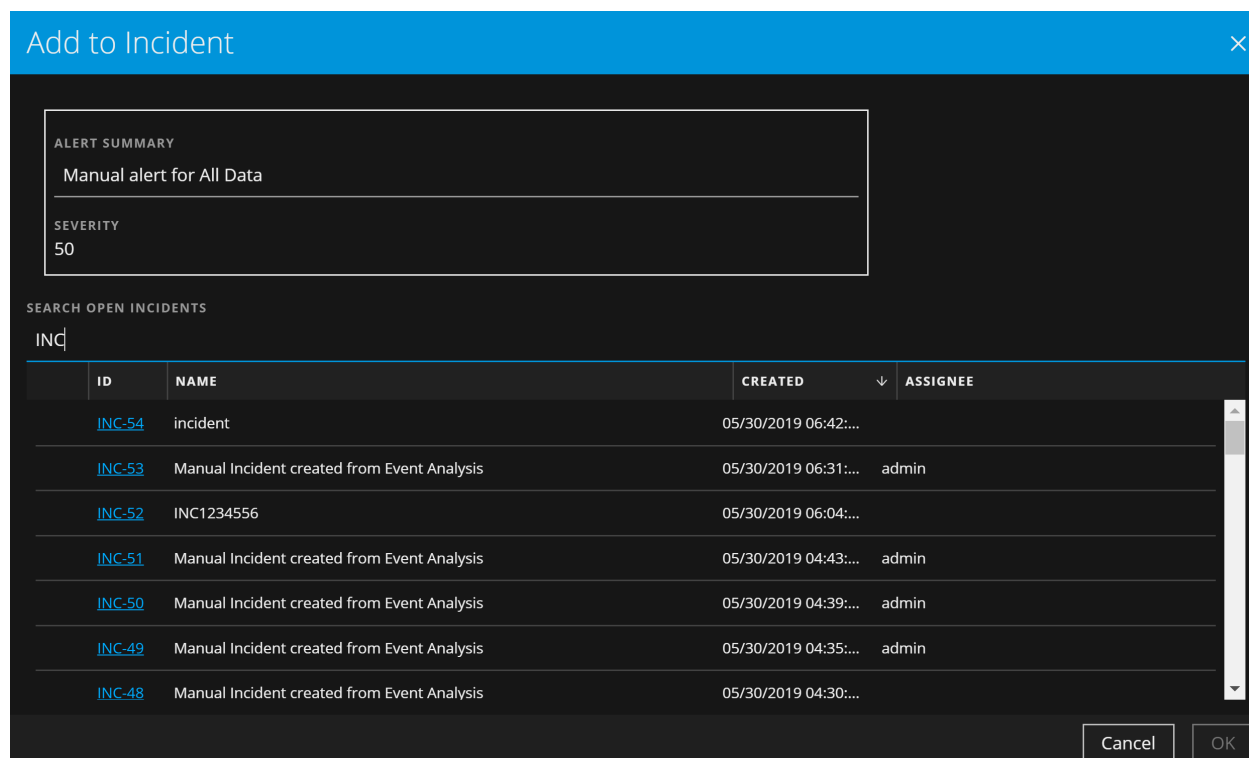 Add to Incident
ALERT SUMMARY
Manual alert for All Data
SEVERITY
50
SEARCH OPEN INCIDENTS
INC
ID NAME CREATED ASSIGNEE
INC-54 incident 05/30/2019 06:42:...
INC-53 Manual Incident created from Event Analysis 05/30/2019 06:31:... admin
INC-52 INC1234556 05/30/2019 06:04:...
INC-51 Manual Incident created from Event Analysis 05/30/2019 04:43:... admin
INC-50 Manual Incident created from Event Analysis 05/30/2019 04:39:... admin
INC-49 Manual Incident created from Event Analysis 05/30/2019 04:35:... admin
INC-48 Manual Incident created from Event Analysis 05/30/2019 04:30:...
Cancel OK